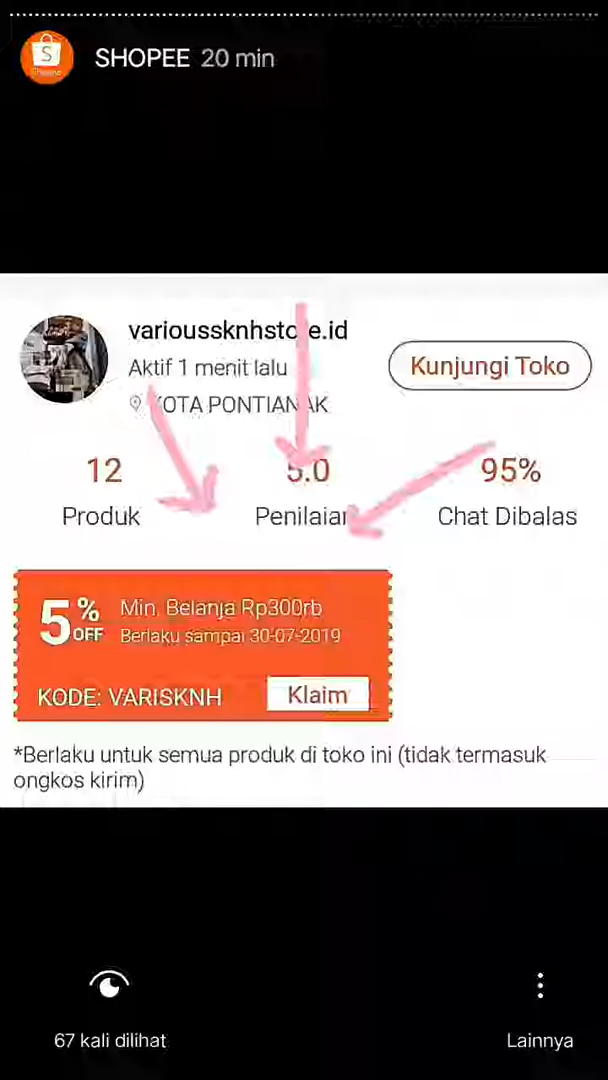 SHOPEE 20 min
S
Shopee
varioussknhstore.id
Aktif 1 menit lalu
Kunjungi Toko
KOTA PONTIANAK
12
5.0
95%
Produk
Penilaian
Chat Dibalas
5% OFF
Min. Belanja Rp300rb
Berlaku sampai 30-07-2019
KODE: VARISKNH
Klaim
*Berlaku untuk semua produk di toko ini (tidak termasuk
ongkos kirim)
67 kali dilihat
Lainnya